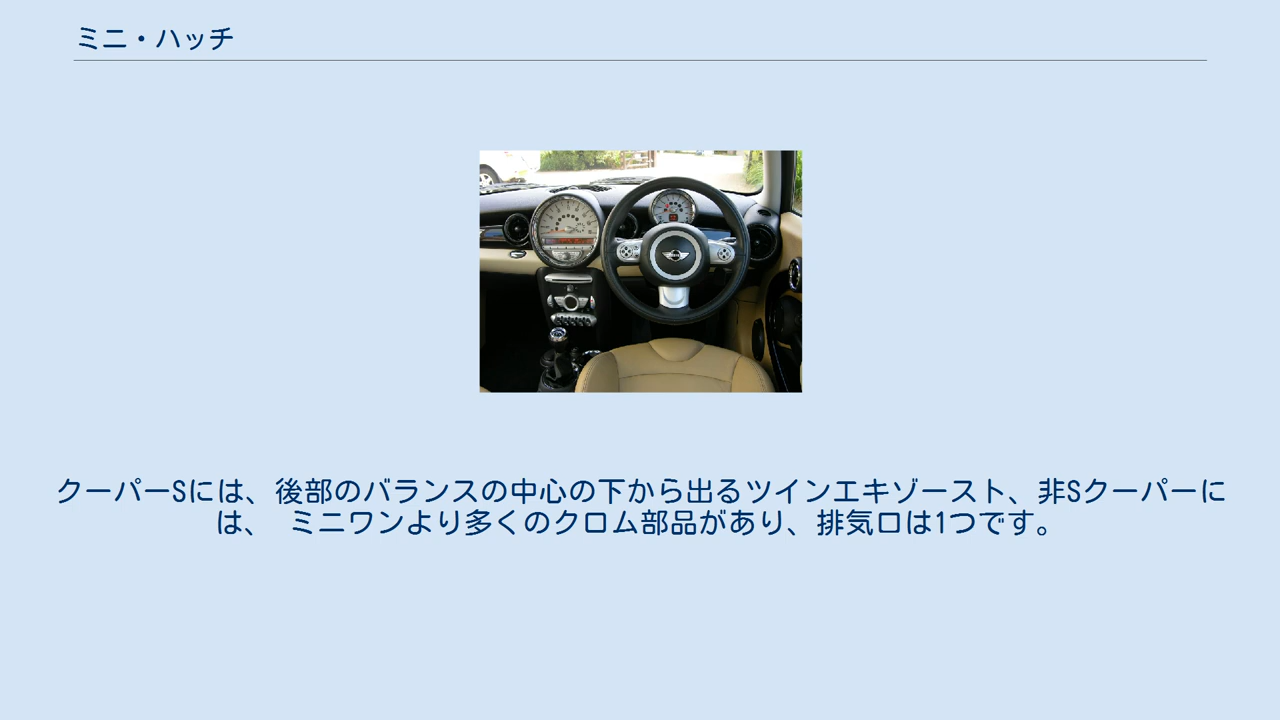 ミニ・ハッチ
クーパーSには、後部のバランスの中心の下から出るツインエキゾースト、非Sクーパーに
は、 ミニワンより多くのクロム部品があり、排気口は1つです。